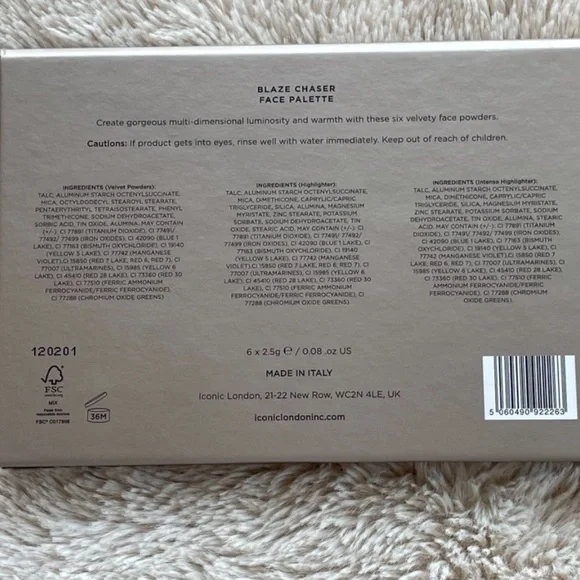 BLAZE CHASER
FACE PALETTE
Create gorgeous multi-dimensional luminosity and warmth with these six velvety face powders.
Cautions: If product gets into eyes, rinse well with water immediately. Keep out of reach of children.
INGREDIENTS (Velvet Powders):
TALC, ALUMINUM STARCH OCTENYLSUCCINATE,
MICA, OCTYLDODECYL STEAROYL STEARATE,
PENTAERYTHRITYL TETRAISOSTEARATE, PHENYL
TRIMETHICONE, SODIUM DEHYDROACETATE,
SORBIC ACID, TIN OXIDE, ALUMINA. MAY CONTAIN
(+/-): CI 77891 (TITANIUM DIOXIDE), CI 77491/
77492/ 77499 (IRON OXIDES), CI 42090 (BLUE 1
LAKE), CI 77163 (BISMUTH OXYCHLORIDE), CI 19140
(YELLOW 5 LAKE), CI 77742 (MANGANESE
VIOLET),CI 15850 (RED 7 LAKE, RED 6, RED 7), CI
77007 (ULTRAMARINES), CI 15985 (YELLOW 6
LAKE), CI 45410 (RED 28 LAKE), CI 73360 (RED 30
LAKE), CI 77510 (FERRIC AMMONIUM
FERROCYANIDE/FERRIC FERROCYANIDE),
CI 77288 (CHROMIUM OXIDE GREENS).
INGREDIENTS (Highlighter):
TALC, ALUMINUM STARCH OCTENYLSUCCINATE,
MICA, DIMETHICONE, CAPRYLIC/CAPRIC
TRIGLYCERIDE, SILICA, ALUMINA, MAGNESIUM
MYRISTATE, ZINC STEARATE, POTASSIUM
SORBATE, SODIUM DEHYDROACETATE, TIN
OXIDE, STEARIC ACID, MAY CONTAIN (+/-): CI
77891 (TITANIUM DIOXIDE), CI 77491/ 77492/
77499 (IRON OXIDES), CI 42090 (BLUE 1 LAKE), CI
77163 (BISMUTH OXYCHLORIDE), CI 19140
(YELLOW 5 LAKE), CI 77742 (MANGANESE
VIOLET),CI 15850 (RED 7 LAKE, RED 6, RED 7), CI
77007 (ULTRAMARINES), CI 15985 (YELLOW 6
LAKE), CI 45410 (RED 28 LAKE), CI 73360 (RED 30
LAKE), CI 77510 (FERRIC AMMONIUM
FERROCYANIDE/FERRIC FERROCYANIDE),
CI 77288 (CHROMIUM OXIDE GREENS).
INGREDIENTS (Intense Highlighter):
TALC, ALUMINUM STARCH OCTENYLSUCCINATE,
MICA, DIMETHICONE, CAPRYLIC/CAPRIC
TRIGLYCERIDE, SILICA, MAGNESIUM MYRISTATE,
ZINC STEARATE, POTASSIUM SORBATE, SODIUM
DEHYDROACETATE, TIN OXIDE, ALUMINA, STEARIC
ACID. MAY CONTAIN (+/-): CI 77891 (TITANIUM
DIOXIDE), CI 77491/ 77492/ 77499 (IRON OXIDES),
CI 42090 (BLUE 1 LAKE), CI 77163 (BISMUTH
OXYCHLORIDE), CI 19140 (YELLOW 5 LAKE), CI
77742 (MANGANESE VIOLET),CI 15850 (RED 7
LAKE, RED 6, RED 7), CI 77007 (ULTRAMARINES), CI
15985 (YELLOW 6 LAKE), CI 45410 (RED 28 LAKE),
CI 73360 (RED 30 LAKE), CI 77510 (FERRIC
AMMONIUM FERROCYANIDE/FERRIC
FERROCYANIDE), CI 77288 (CHROMIUM
OXIDE GREENS).
120201
6 x 2.5g ℮ / 0.08 .oz US
MADE IN ITALY
Iconic London, 21-22 New Row, WC2N 4LE, UK
iconiclondoninc.com
FSC
MIX
36M
5 060490 922263